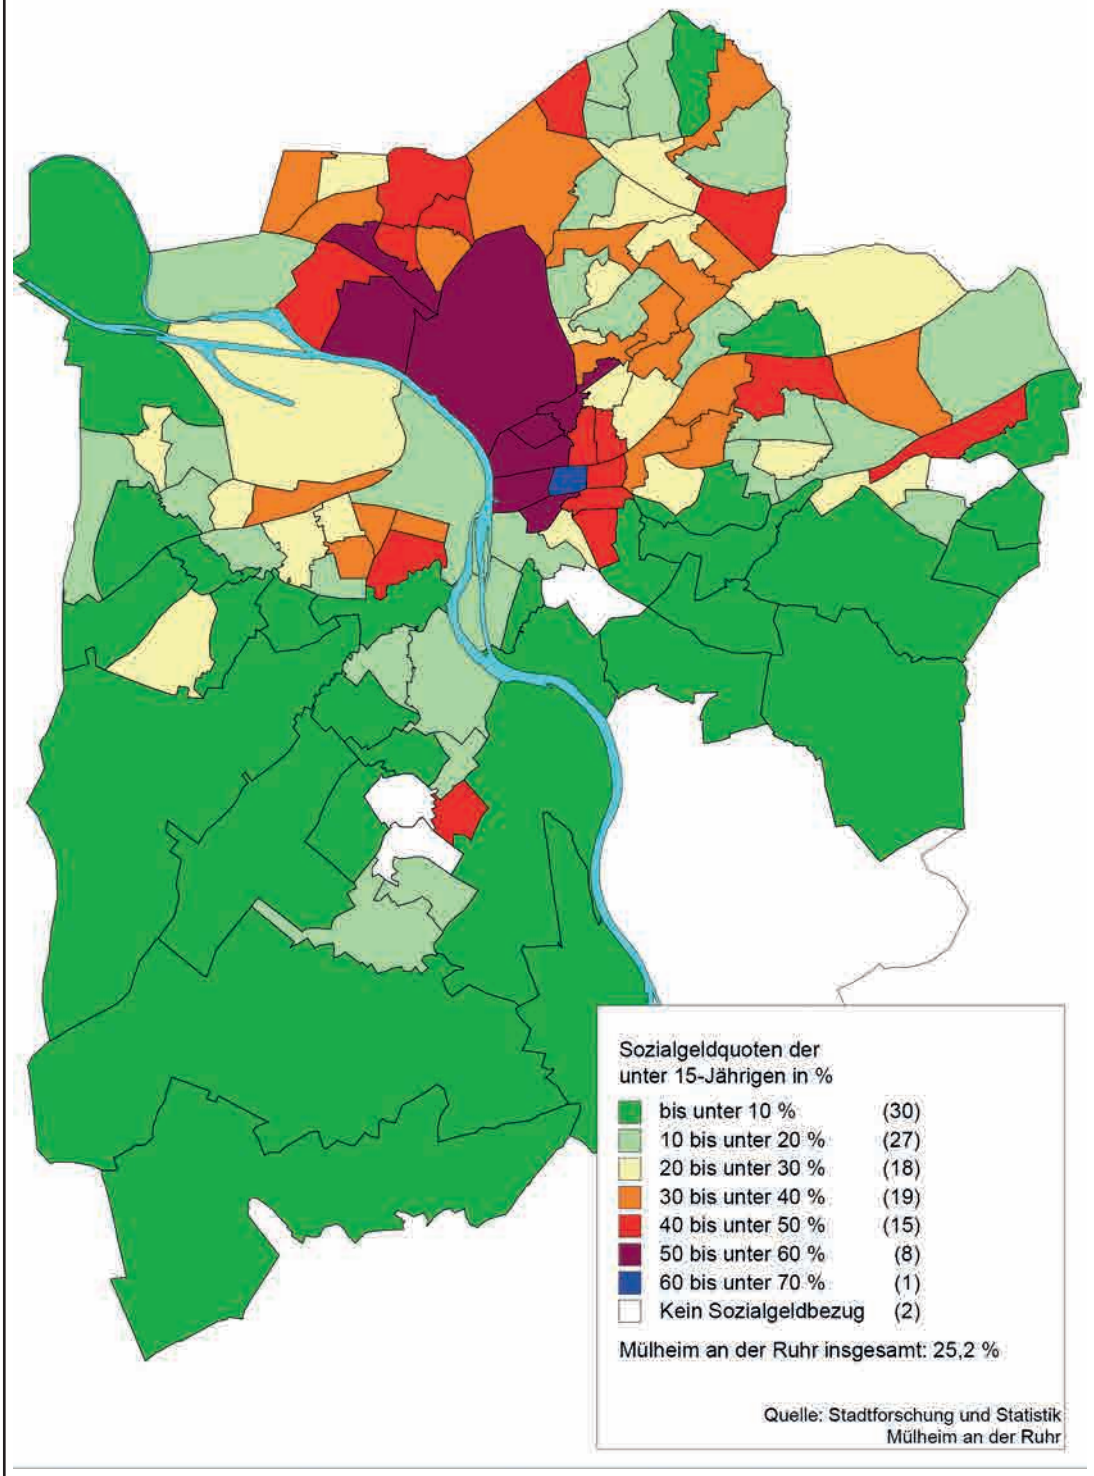 Sozialgeldquoten der
unter 15-Jährigen in %
bis unter 10 % (30)
10 bis unter 20 % (27)
20 bis unter 30 % (18)
30 bis unter 40 % (19)
40 bis unter 50 % (15)
50 bis unter 60 % (8)
60 bis unter 70 % (1)
Kein Sozialgeldbezug (2)
Mülheim an der Ruhr insgesamt: 25,2 %
Quelle: Stadtforschung und Statistik
Mülheim an der Ruhr